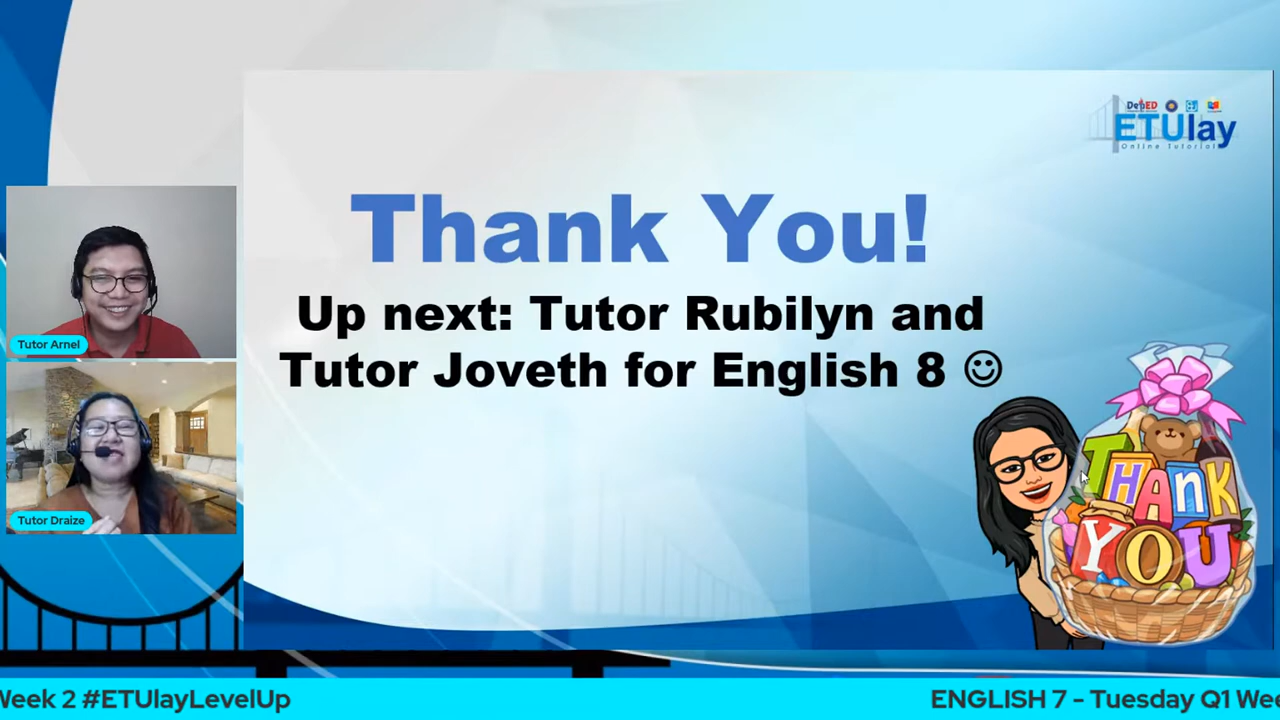 DepED
ETUlay
Online Tutorial
Thank You!
Up next: Tutor Rubilyn and
Tutor Joveth for English 8 ☺
Tutor Arnel
Tutor Draize
THANK
YOU
Week 2 #ETUlayLevelUp
ENGLISH 7 - Tuesday Q1 Wee